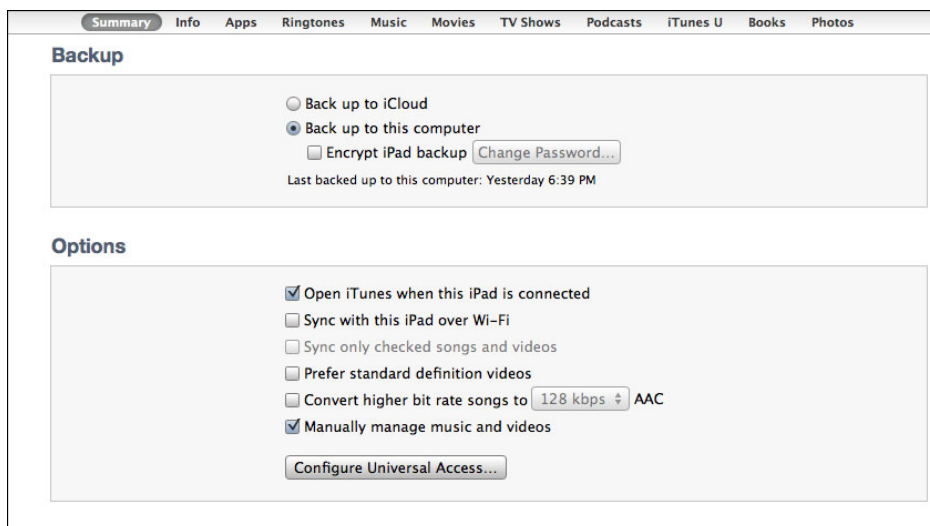 Summary Info Apps Ringtones Music Movies TV Shows Podcasts iTunes U Books Photos
Backup
Back up to iCloud
Back up to this computer
Encrypt iPad backup Change Password...
Last backed up to this computer: Yesterday 6:39 PM
Options
Open iTunes when this iPad is connected
Sync with this iPad over Wi-Fi
Sync only checked songs and videos
Prefer standard definition videos
Convert higher bit rate songs to 128 kbps AAC
Manually manage music and videos
Configure Universal Access...